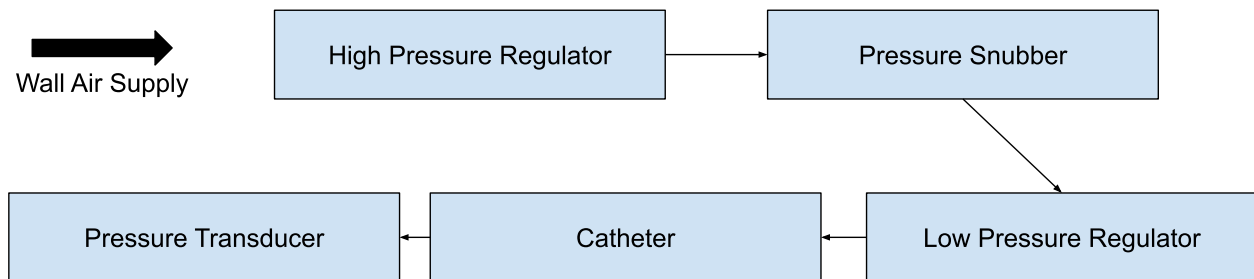 Wall Air Supply
High Pressure Regulator
Pressure Snubber
Low Pressure Regulator
Catheter
Pressure Transducer